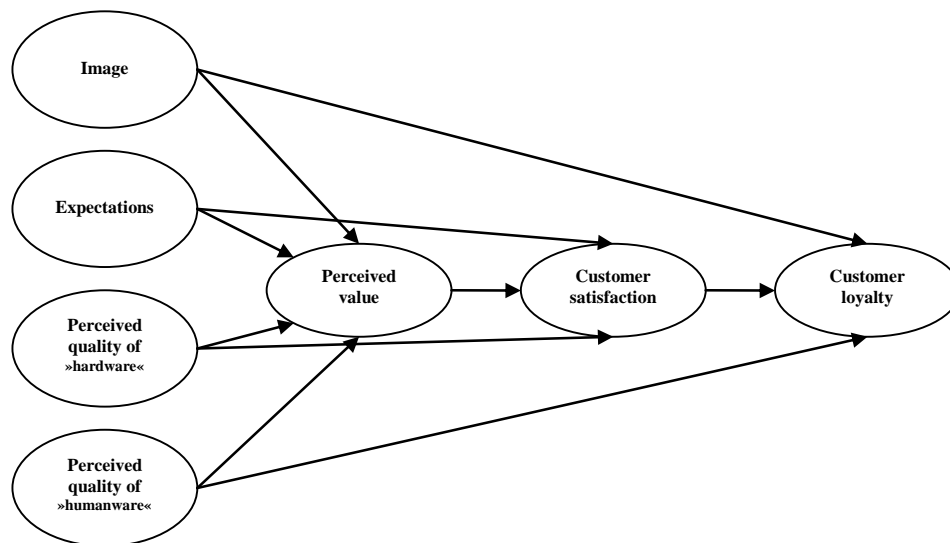 Image
Expectations
Perceived
value
Customer
satisfaction
Customer
loyalty
Perceived
quality of
»hardware«
Perceived
quality of
»humanware«